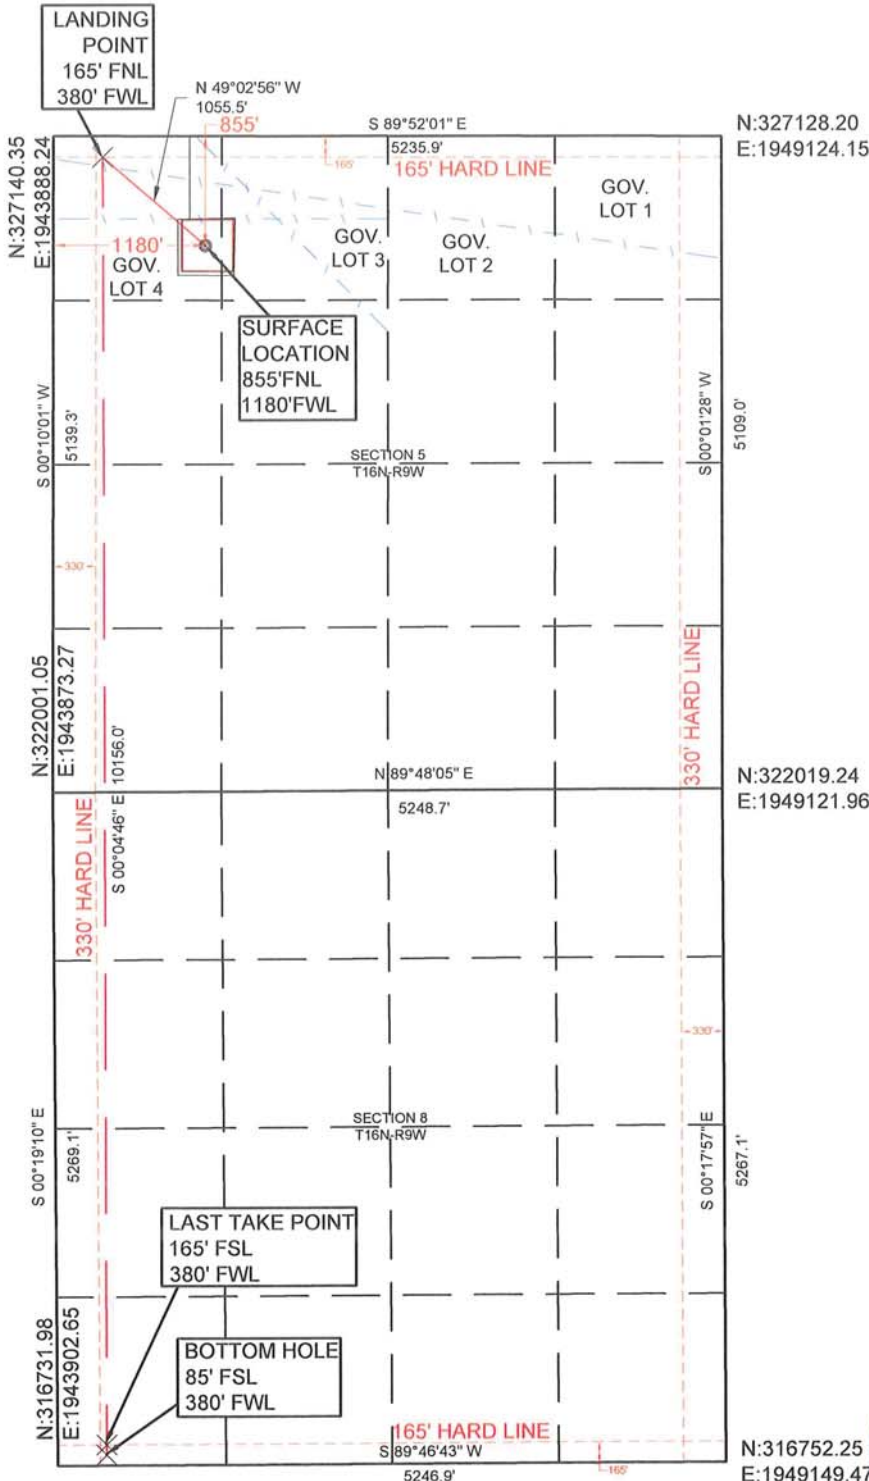 LANDING
POINT
165' FNL
380' FWL
N 49°02'56" W
1055.5'
855'
S 89°52'01" E
5235.9'
N:327128.20
E:1949124.15
N:327140.35
E:1943888.24
165'
165' HARD LINE
GOV.
LOT 1
1180'
GOV.
LOT 4
GOV.
LOT 3
GOV.
LOT 2
SURFACE
LOCATION
855'FNL
1180'FWL
S 00°10'01" W
5139.3'
S 00°01'28" W
5109.0'
SECTION 5
T16N-R9W
330'
330' HARD LINE
N:322001.05
E:1943873.27
S 00°04'46" E 10156.0'
N 89°48'05" E
5248.7'
N:322019.24
E:1949121.96
330' HARD LINE
330'
SECTION 8
T16N-R9W
S 00°19'10" E
5269.1'
S 00°17'57" E
5267.1'
LAST TAKE POINT
165' FSL
380' FWL
BOTTOM HOLE
85' FSL
380' FWL
N:316731.98
E:1943902.65
165' HARD LINE
S 89°46'43" W
5246.9'
165'
N:316752.25
E:1949149.47